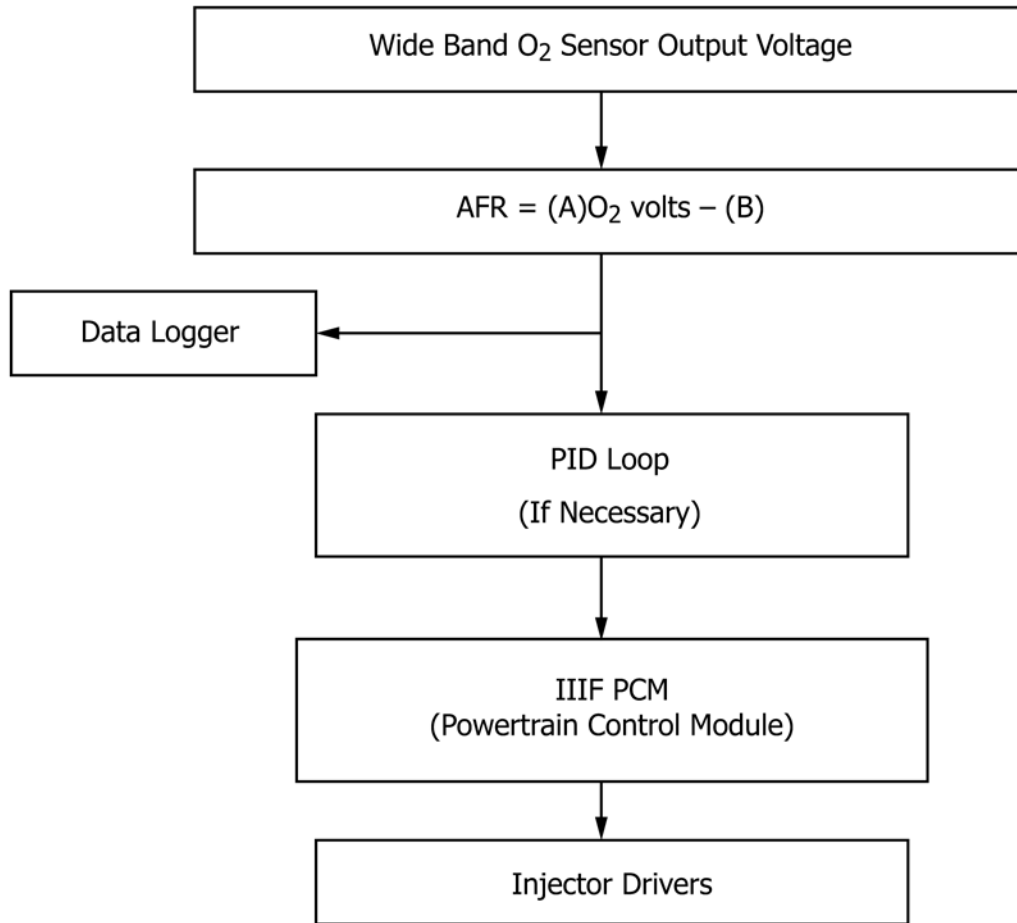 Wide Band O₂ Sensor Output Voltage
AFR = (A)O₂ volts – (B)
Data Logger
PID Loop
(If Necessary)
IIIF PCM
(Powertrain Control Module)
Injector Drivers